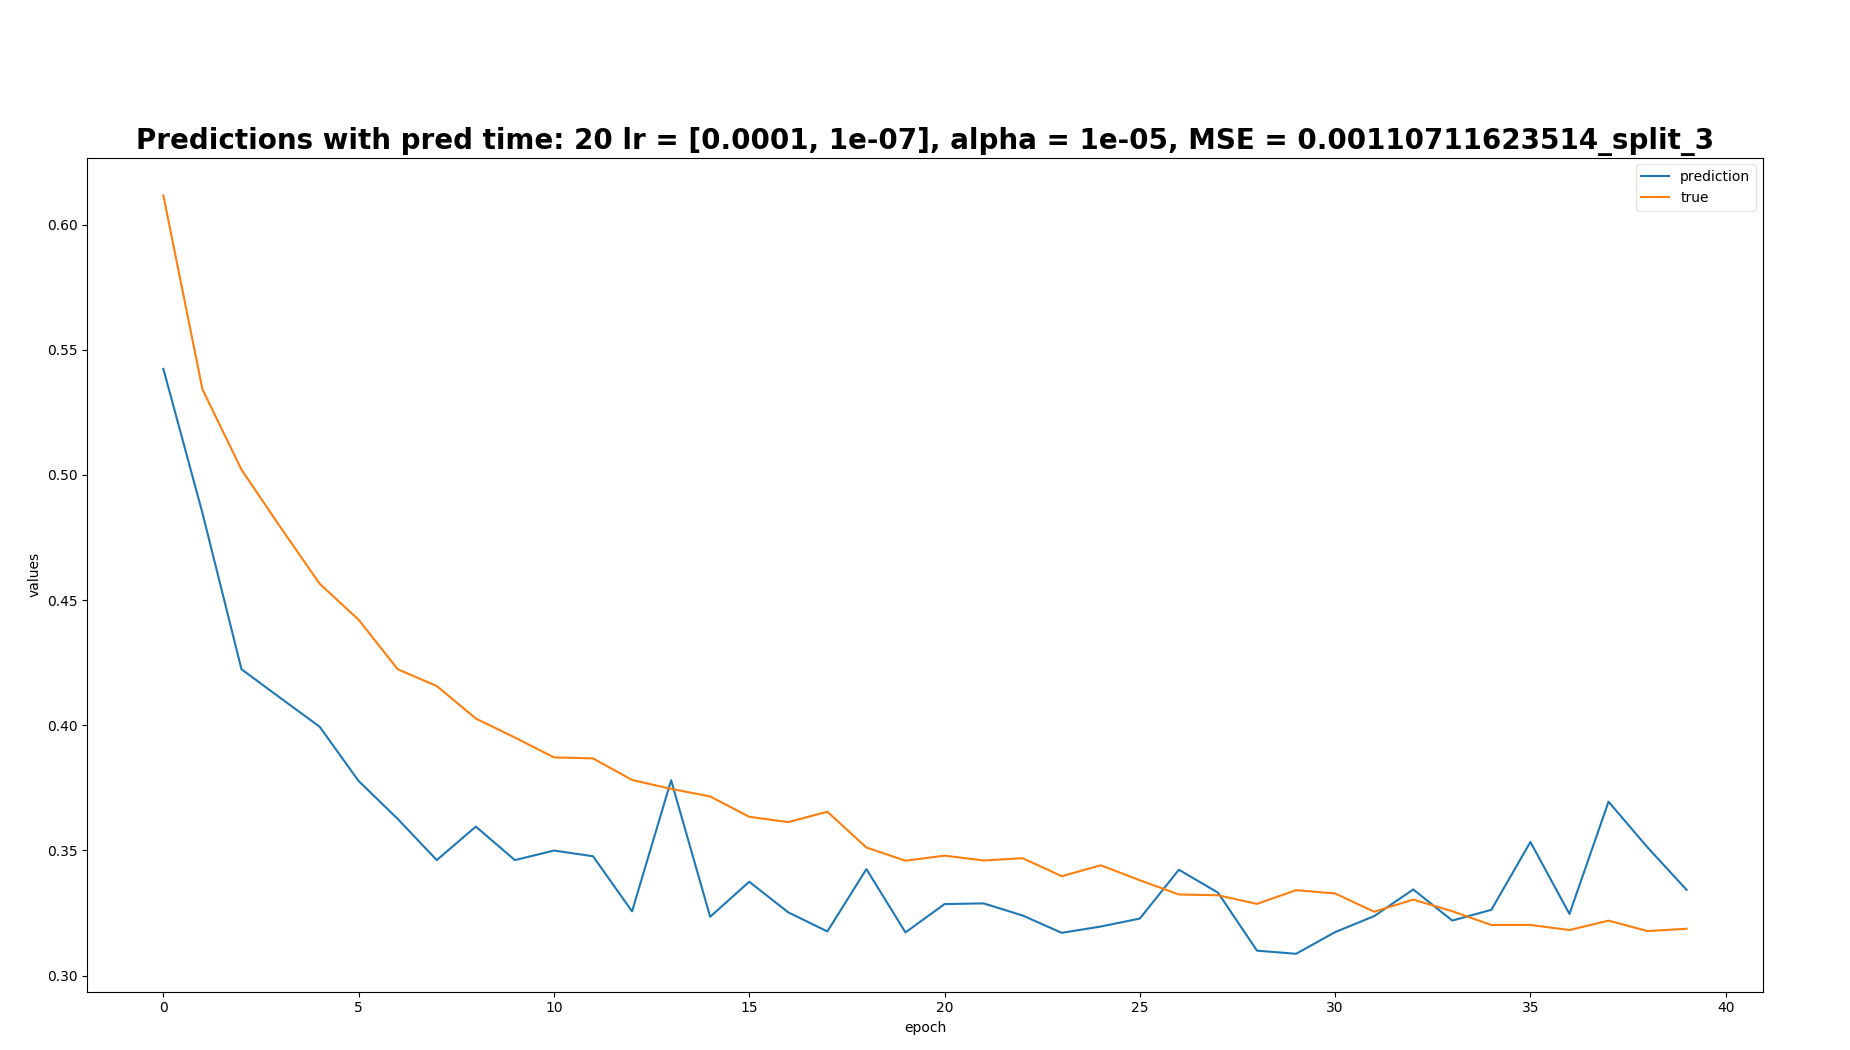 Predictions with pred time: 20 lr = [0.0001, 1e-07], alpha = 1e-05, MSE = 0.00110711623514_split_3
prediction
true
values
0.60
0.55
0.50
0.45
0.40
0.35
0.30
0 5 10 15 20 25 30 35 40
epoch